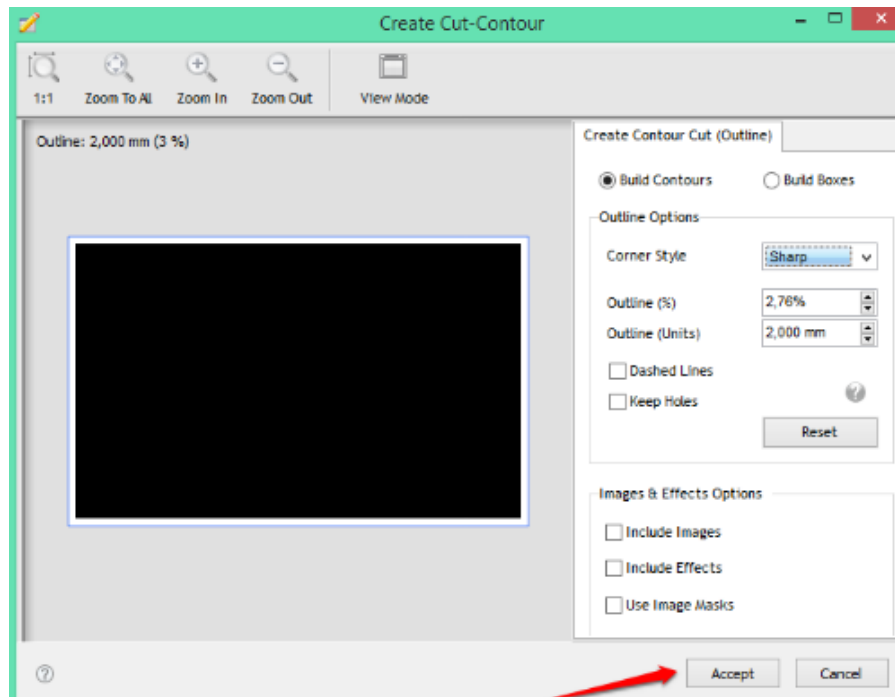 Create Cut-Contour
1:1 Zoom To All Zoom In Zoom Out View Mode
Outline: 2,000 mm (3 %)
Create Contour Cut (Outline)
Build Contours Build Boxes
Outline Options
Corner Style Sharp
Outline (%) 2,76%
Outline (Units) 2,000 mm
Dashed Lines
Keep Holes
Reset
Images & Effects Options
Include Images
Include Effects
Use Image Masks
Accept Cancel